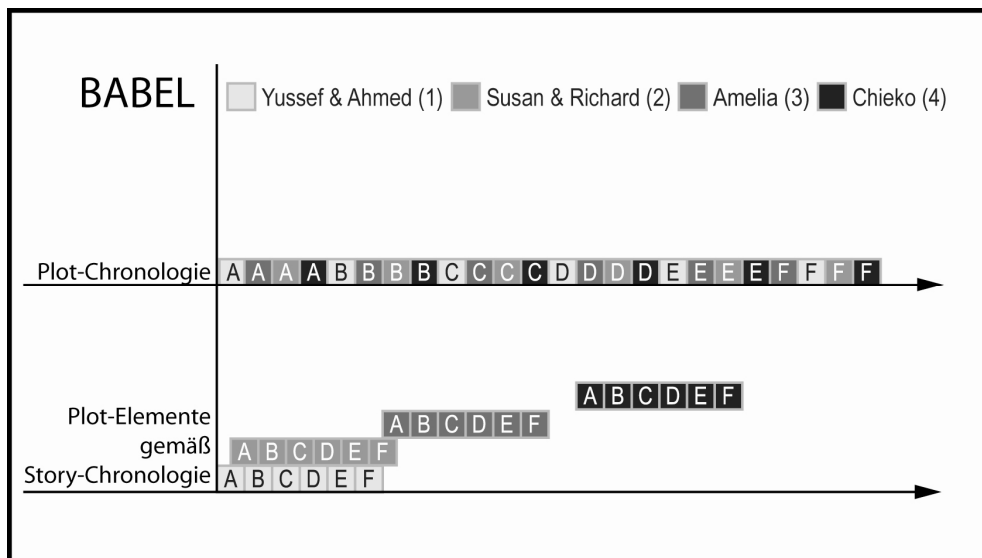 BABEL
Yussef & Ahmed (1) Susan & Richard (2) Amelia (3) Chieko (4)
Plot-Chronologie A A A A B B B B C C C C D D D D E E E E F F F F
A B C D E F
Plot-Elemente
A B C D E F
gemäß
A B C D E F
Story-Chronologie A B C D E F